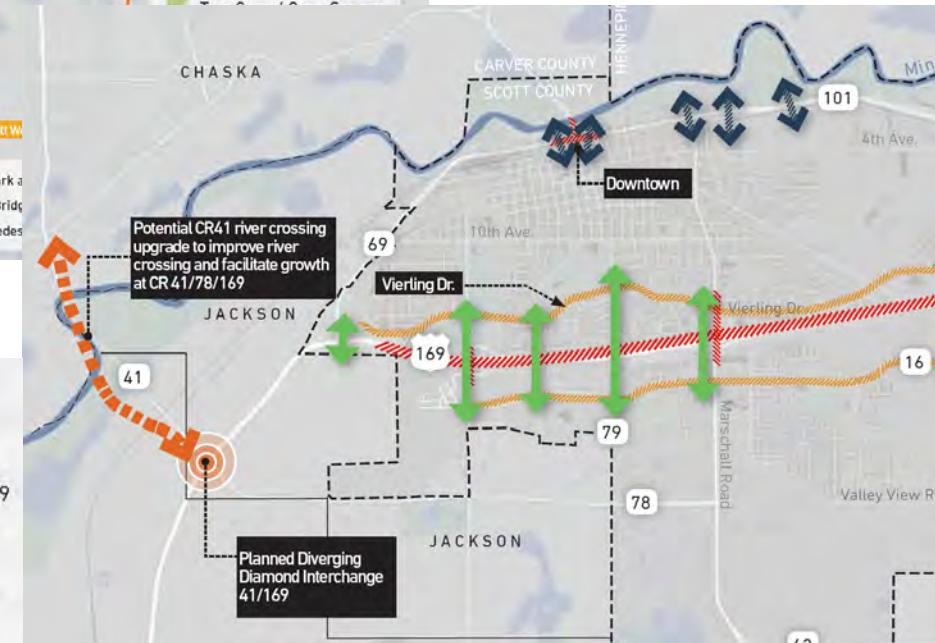 CHASKA
CARVER COUNTY
SCOTT COUNTY
101
4th Ave.
Downtown
Potential CR41 river crossing
upgrade to improve river
crossing and facilitate growth
at CR 41/78/169
69
10th Ave.
Vierling Dr.
JACKSON
Vierling Dr.
169
16
41
79
Marschall Road
78
Valley View R
JACKSON
Planned Diverging
Diamond Interchange
41/169
9